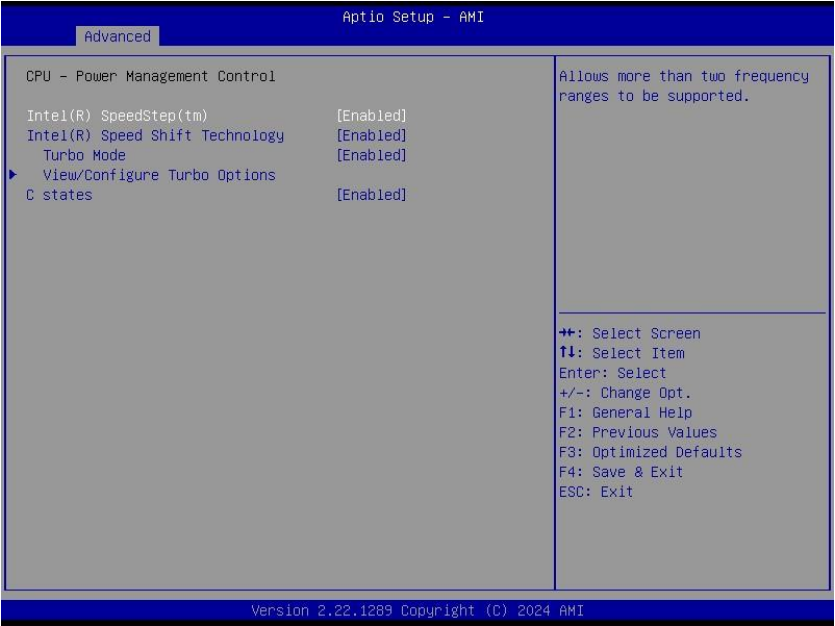 Aptio Setup - AMI
Advanced
CPU - Power Management Control
Intel(R) SpeedStep(tm) [Enabled]
Intel(R) Speed Shift Technology [Enabled]
Turbo Mode [Enabled]
View/Configure Turbo Options
C states [Enabled]
Allows more than two frequency
ranges to be supported.
→←: Select Screen
↑↓: Select Item
Enter: Select
+/-: Change Opt.
F1: General Help
F2: Previous Values
F3: Optimized Defaults
F4: Save & Exit
ESC: Exit
Version 2.22.1289 Copyright (C) 2024 AMI